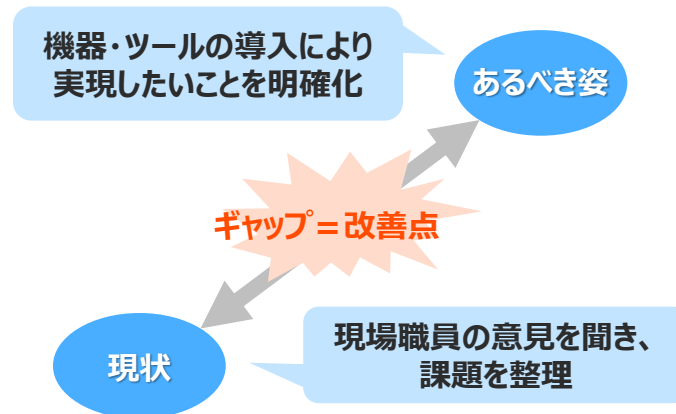 機器・ツールの導入により
実現したいことを明確化
あるべき姿
ギャップ＝改善点
現場職員の意見を聞き、
課題を整理
現状